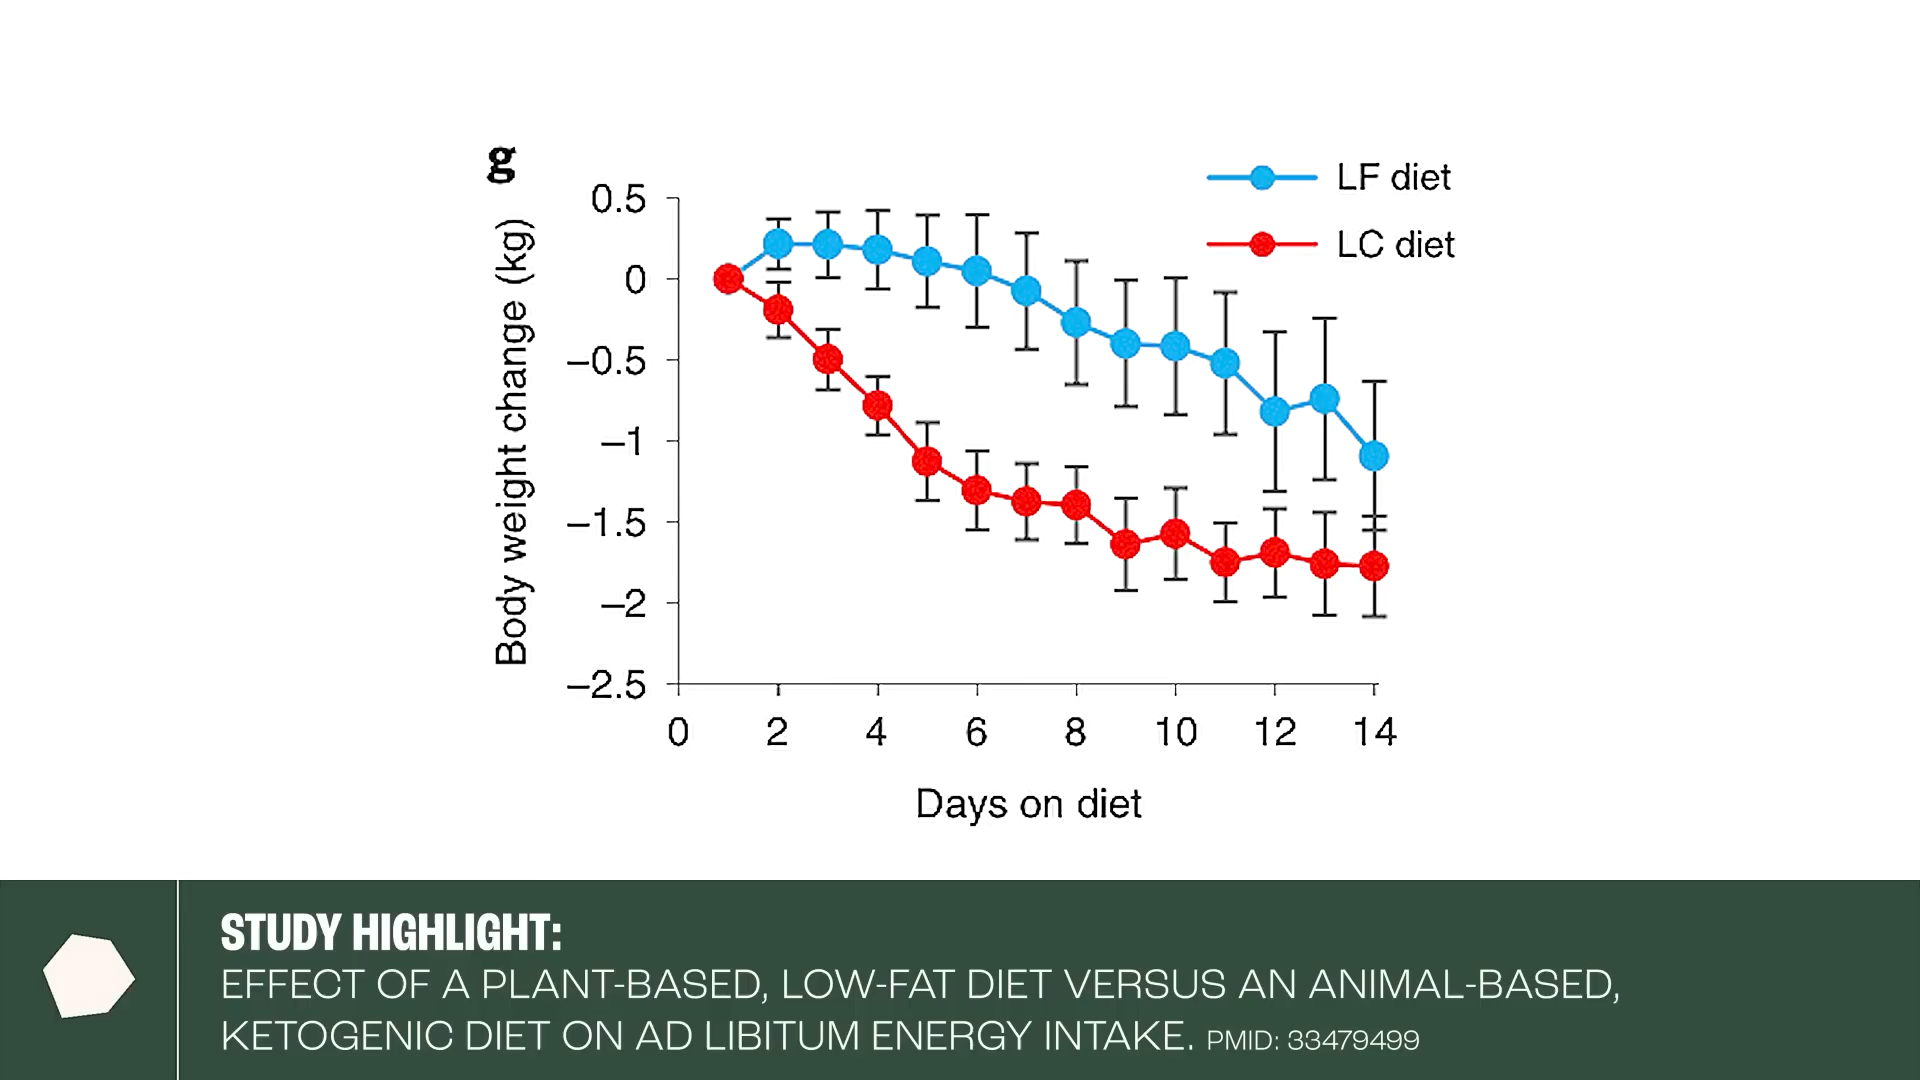 g
LF diet
LC diet
Body weight change (kg)
0.5
0
−0.5
−1
−1.5
−2
−2.5
0 2 4 6 8 10 12 14
Days on diet
STUDY HIGHLIGHT:
EFFECT OF A PLANT-BASED, LOW-FAT DIET VERSUS AN ANIMAL-BASED,
KETOGENIC DIET ON AD LIBITUM ENERGY INTAKE. PMID: 33479499